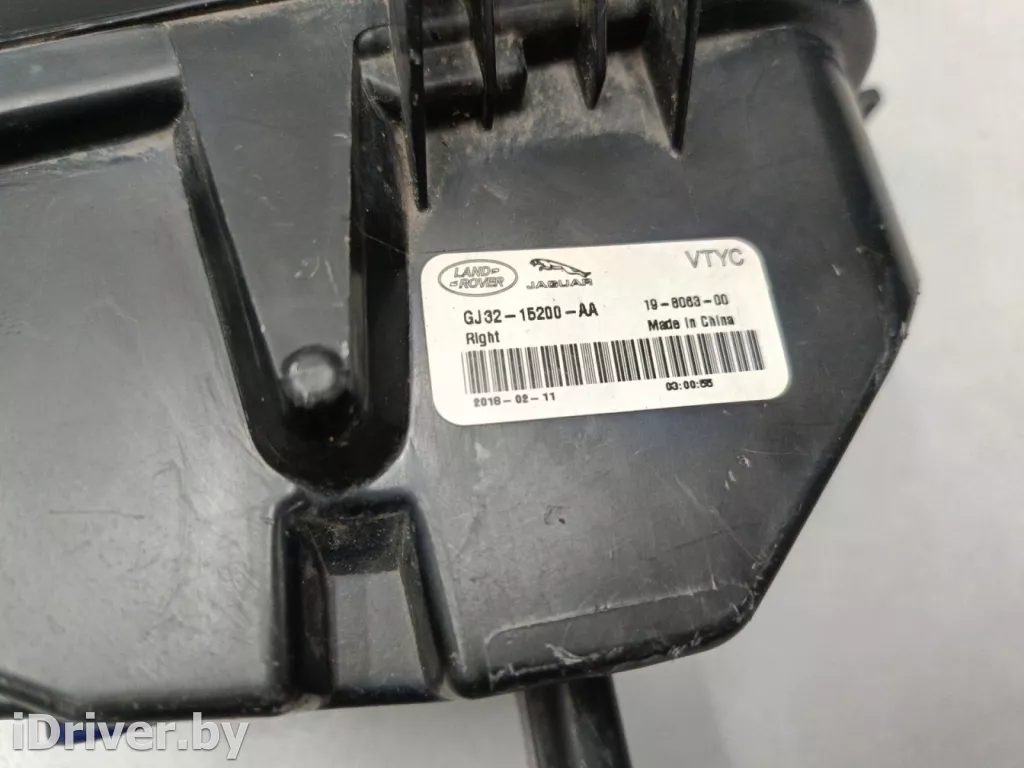 LAND-
-ROVER
JAGUAR
VTYC
GJ32-15200-AA
19-6063-00
Right
Made in China
2018-02-11
03:00:55
iDriver.by